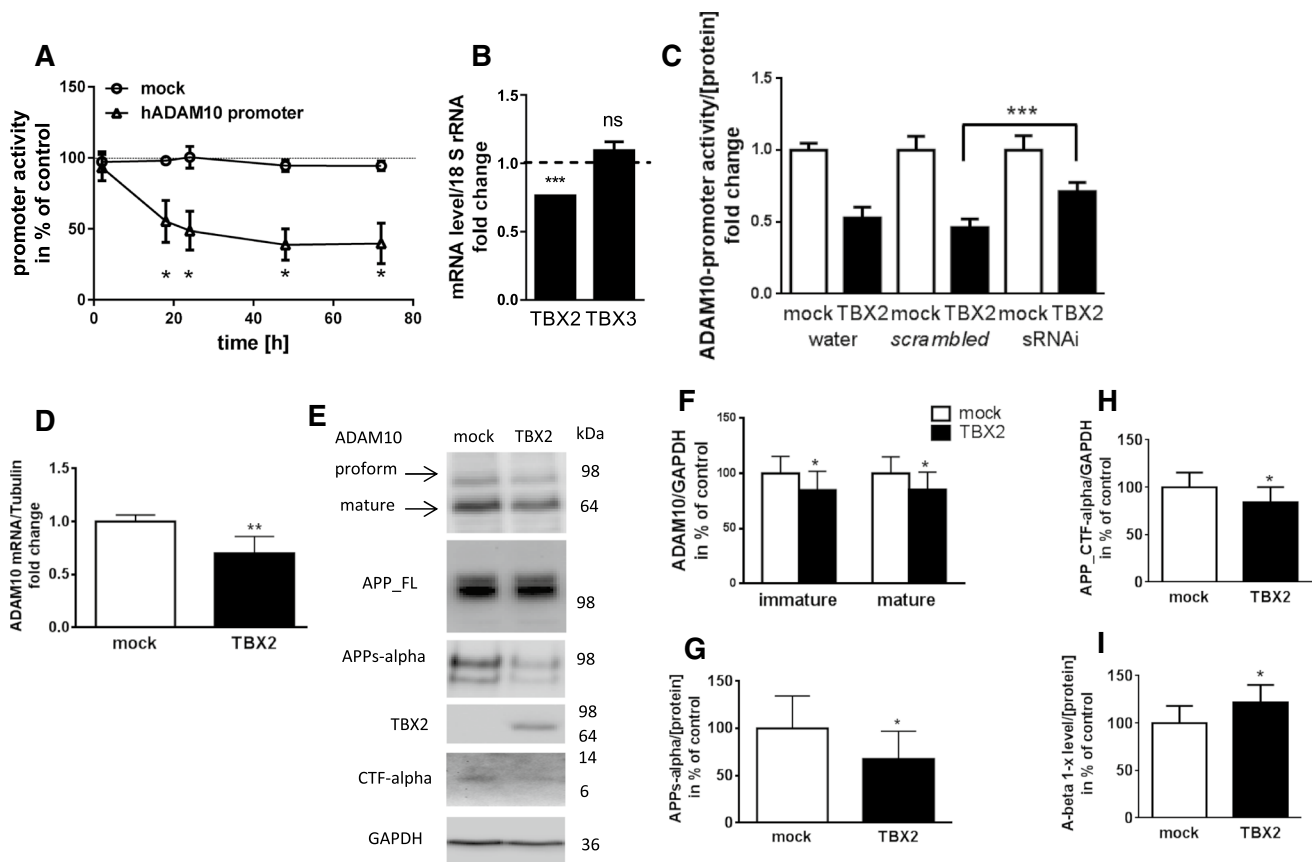 A
promoter activity
in % of control
150
100
50
0
mock
hADAM10 promoter
* * * *
0 20 40 60 80
time [h]
B
mRNA level/18 S rRNA
fold change
1.5
1.0
0.5
0.0
***
ns
TBX2 TBX3
C
ADAM10-promoter activity/[protein]
fold change
1.5
1.0
0.5
0.0
***
mock TBX2 mock TBX2 mock TBX2
water scrambled sRNAi
D
ADAM10 mRNA/Tubulin
fold change
1.5
1.0
0.5
0.0
**
mock TBX2
E
ADAM10 mock TBX2 kDa
proform 98
mature 64
APP_FL
98
APPs-alpha 98
TBX2 98
64
CTF-alpha 14
6
GAPDH 36
F
mock
TBX2
ADAM10/GAPDH
in % of control
150
100
50
0
* *
immature mature
G
APPs-alpha/[protein]
in % of control
150
100
50
0
*
mock TBX2
H
APP_CTF-alpha/GAPDH
in % of control
150
100
50
0
*
mock TBX2
I
A-beta 1-x level/[protein]
in % of control
150
100
50
0
*
mock TBX2